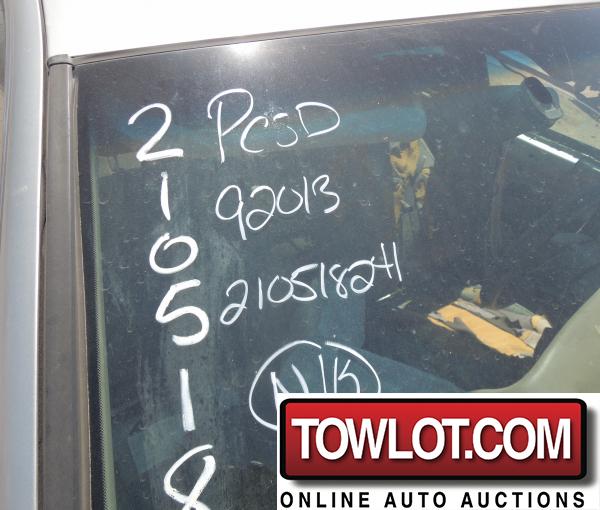 2 PCSD
1 92013
0
5 210518241
1 N/K
8
TOWLOT.COM
ONLINE AUTO AUCTIONS